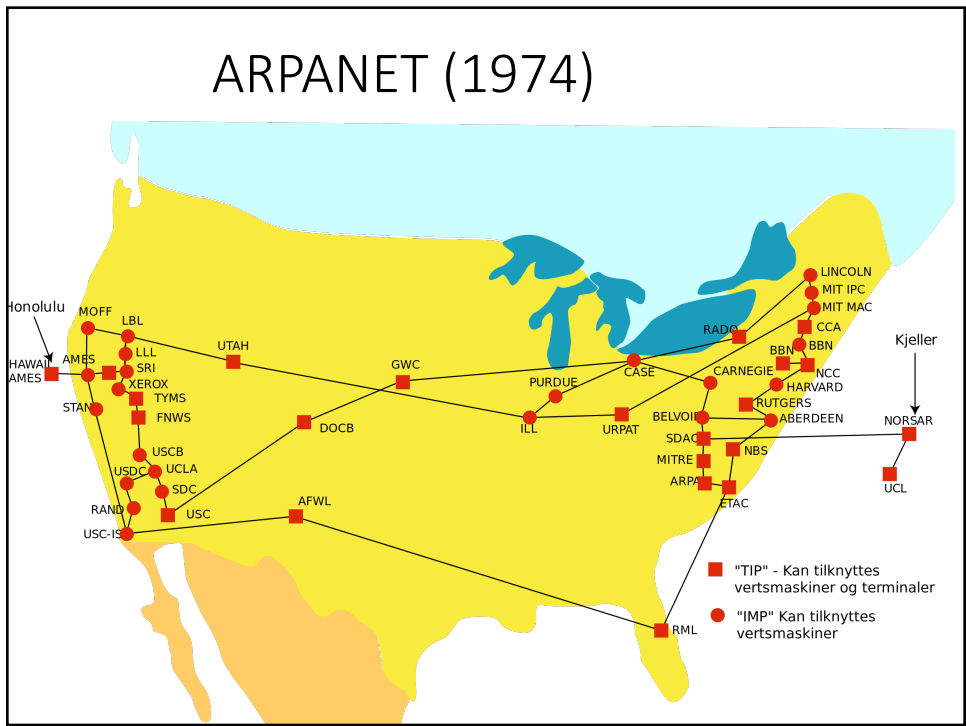 ARPANET (1974)
LINCOLN
MIT IPC
Honolulu
MIT MAC
MOFF
LBL
CCA
RADC
Kjeller
UTAH
BBN
LLL
BBN
HAWAII
AMES
GWC
SRI
CASE
CARNEGIE
NCC
AMES
XEROX
PURDUE
HARVARD
TYMS
RUTGERS
STAN
FNWS
BELVOIR
ABERDEEN
NORSAR
DOCB
ILL
URPAT
SDAC
USCB
NBS
MITRE
USDC
UCLA
ARPA
SDC
UCL
AFWL
ETAC
RAND
USC
USC-IS
"TIP" - Kan tilknyttes
vertsmaskiner og terminaler
"IMP" Kan tilknyttes
vertsmaskiner
RML